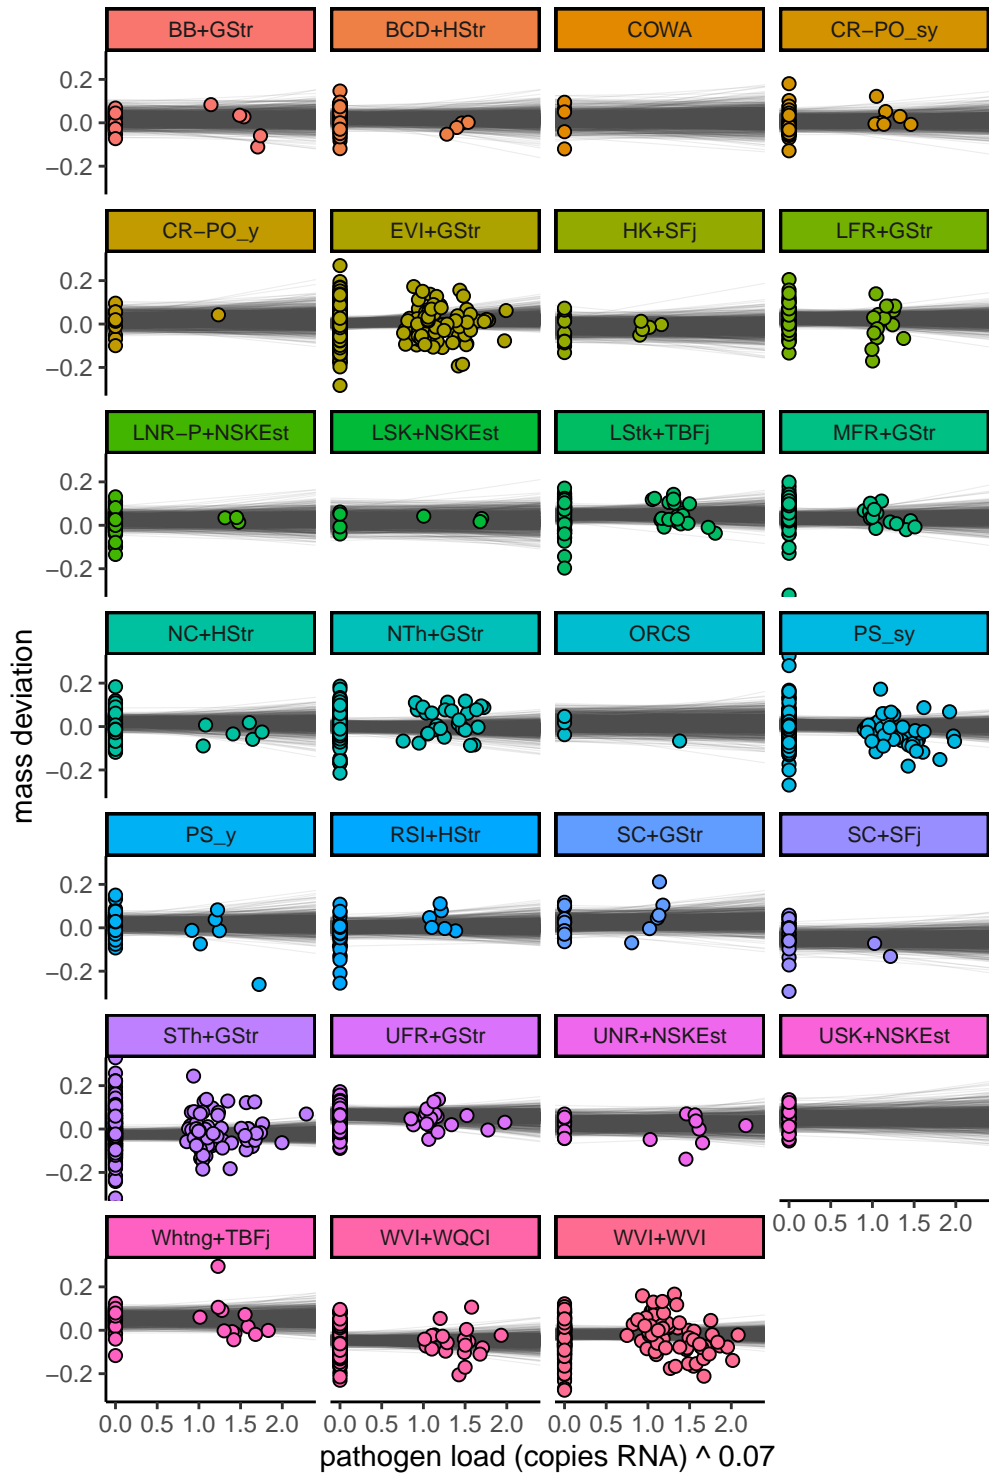 BB+GStr BCD+HStr COWA CR−PO_sy
0.2
0.0
−0.2
CR−PO_y EVI+GStr HK+SFj LFR+GStr
0.2
0.0
−0.2
LNR−P+NSKEst LSK+NSKEst LStk+TBFj MFR+GStr
0.2
0.0
−0.2
NC+HStr NTh+GStr ORCS PS_sy
0.2
0.0
−0.2
mass deviation
PS_y RSI+HStr SC+GStr SC+SFj
0.2
0.0
−0.2
STh+GStr UFR+GStr UNR+NSKEst USK+NSKEst
0.2
0.0
−0.2
0.0 0.5 1.0 1.5 2.0
Whtng+TBFj WVI+WQCI WVI+WVI
0.2
0.0
−0.2
0.0 0.5 1.0 1.5 2.0 0.0 0.5 1.0 1.5 2.0 0.0 0.5 1.0 1.5 2.0
pathogen load (copies RNA) ^ 0.07